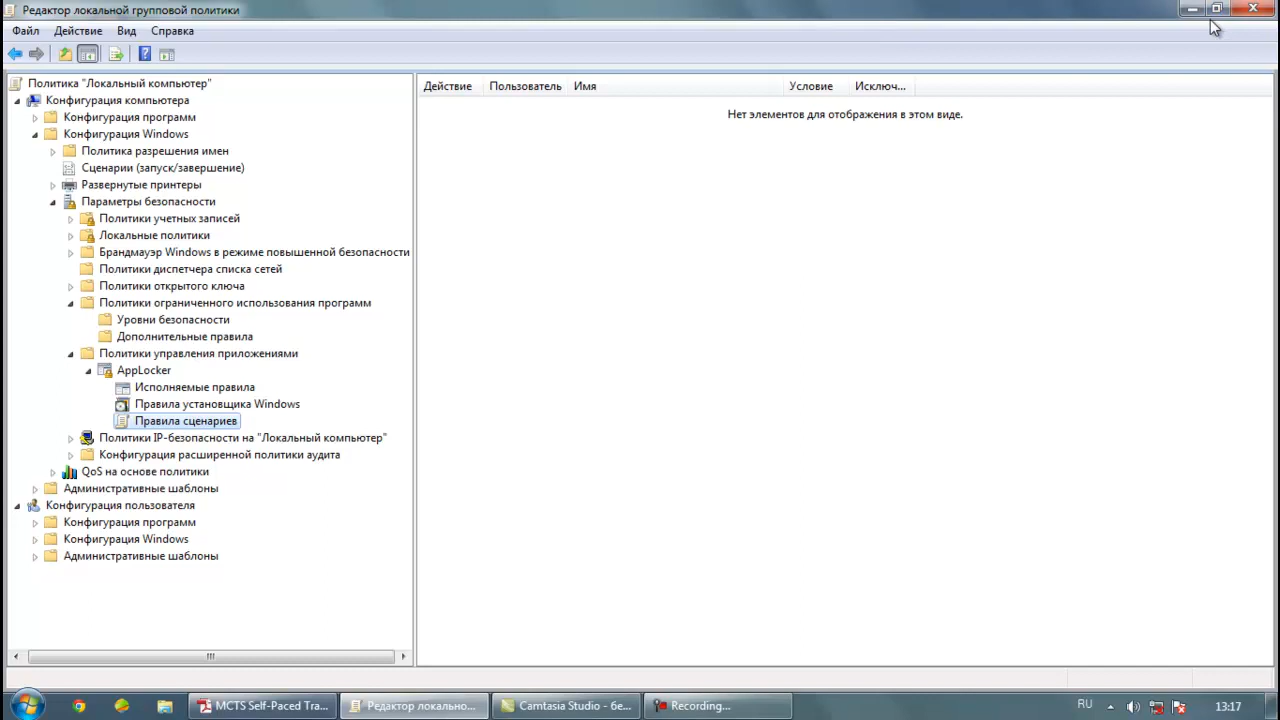 Редактор локальной групповой политики
Файл Действие Вид Справка
Политика "Локальный компьютер"
Конфигурация компьютера
Конфигурация программ
Конфигурация Windows
Политика разрешения имен
Сценарии (запуск/завершение)
Развернутые принтеры
Параметры безопасности
Политики учетных записей
Локальные политики
Брандмауэр Windows в режиме повышенной безопасности
Политики диспетчера списка сетей
Политики открытого ключа
Политики ограниченного использования программ
Уровни безопасности
Дополнительные правила
Политики управления приложениями
AppLocker
Исполняемые правила
Правила установщика Windows
Правила сценариев
Политики IP-безопасности на "Локальный компьютер"
Конфигурация расширенной политики аудита
QoS на основе политики
Административные шаблоны
Конфигурация пользователя
Конфигурация программ
Конфигурация Windows
Административные шаблоны
Действие Пользователь Имя Условие Исключ...
Нет элементов для отображения в этом виде.
MCTS Self-Paced Tra... Редактор локально... Camtasia Studio - бе... Recording... RU 13:17